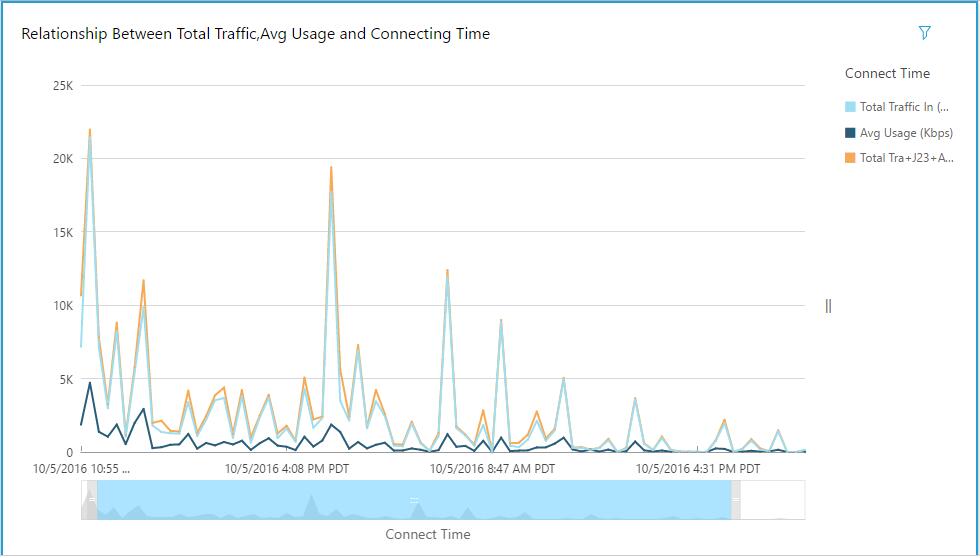 Relationship Between Total Traffic,Avg Usage and Connecting Time
Connect Time
Total Traffic In (...
Avg Usage (Kbps)
Total Tra+J23+A...
25K
20K
15K
10K
5K
0
10/5/2016 10:55 ... 10/5/2016 4:08 PM PDT 10/5/2016 8:47 AM PDT 10/5/2016 4:31 PM PDT
Connect Time